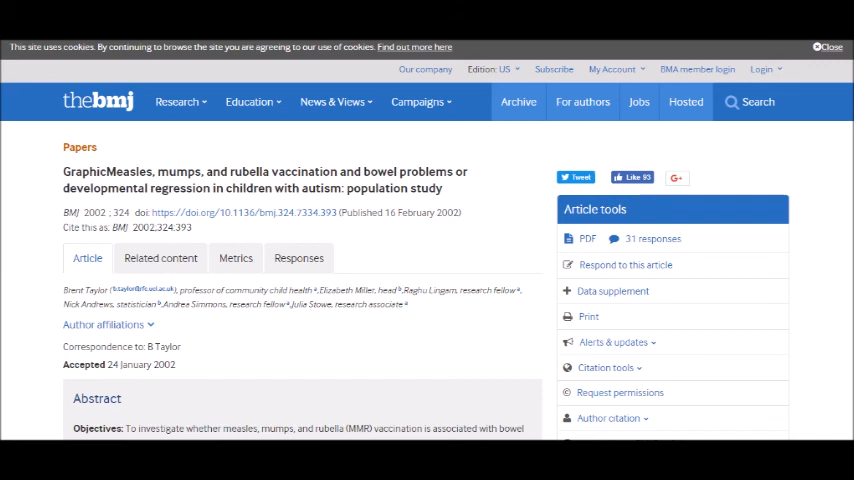 This site uses cookies. By continuing to browse the site you are agreeing to our use of cookies. Find out more here
Close
Our company Edition: US Subscribe My Account BMA member login Login
thebmj Research Education News & Views Campaigns Archive For authors Jobs Hosted Search
Papers
GraphicMeasles, mumps, and rubella vaccination and bowel problems or
developmental regression in children with autism: population study
BMJ 2002 ; 324 doi: https://doi.org/10.1136/bmj.324.7334.393 (Published 16 February 2002)
Cite this as: BMJ 2002;324:393
Article Related content Metrics Responses
Brent Taylor (b.taylor@rfc.ucl.ac.uk), professor of community child health a,Elizabeth Miller, head b,Raghu Lingam, research fellow a,
Nick Andrews, statistician b,Andrea Simmons, research fellow a,Julia Stowe, research associate a
Author affiliations
Correspondence to: B Taylor
Accepted 24 January 2002
Abstract
Objectives: To investigate whether measles, mumps, and rubella (MMR) vaccination is associated with bowel
Tweet Like 93 G+
Article tools
PDF 31 responses
Respond to this article
Data supplement
Print
Alerts & updates
Citation tools
Request permissions
Author citation